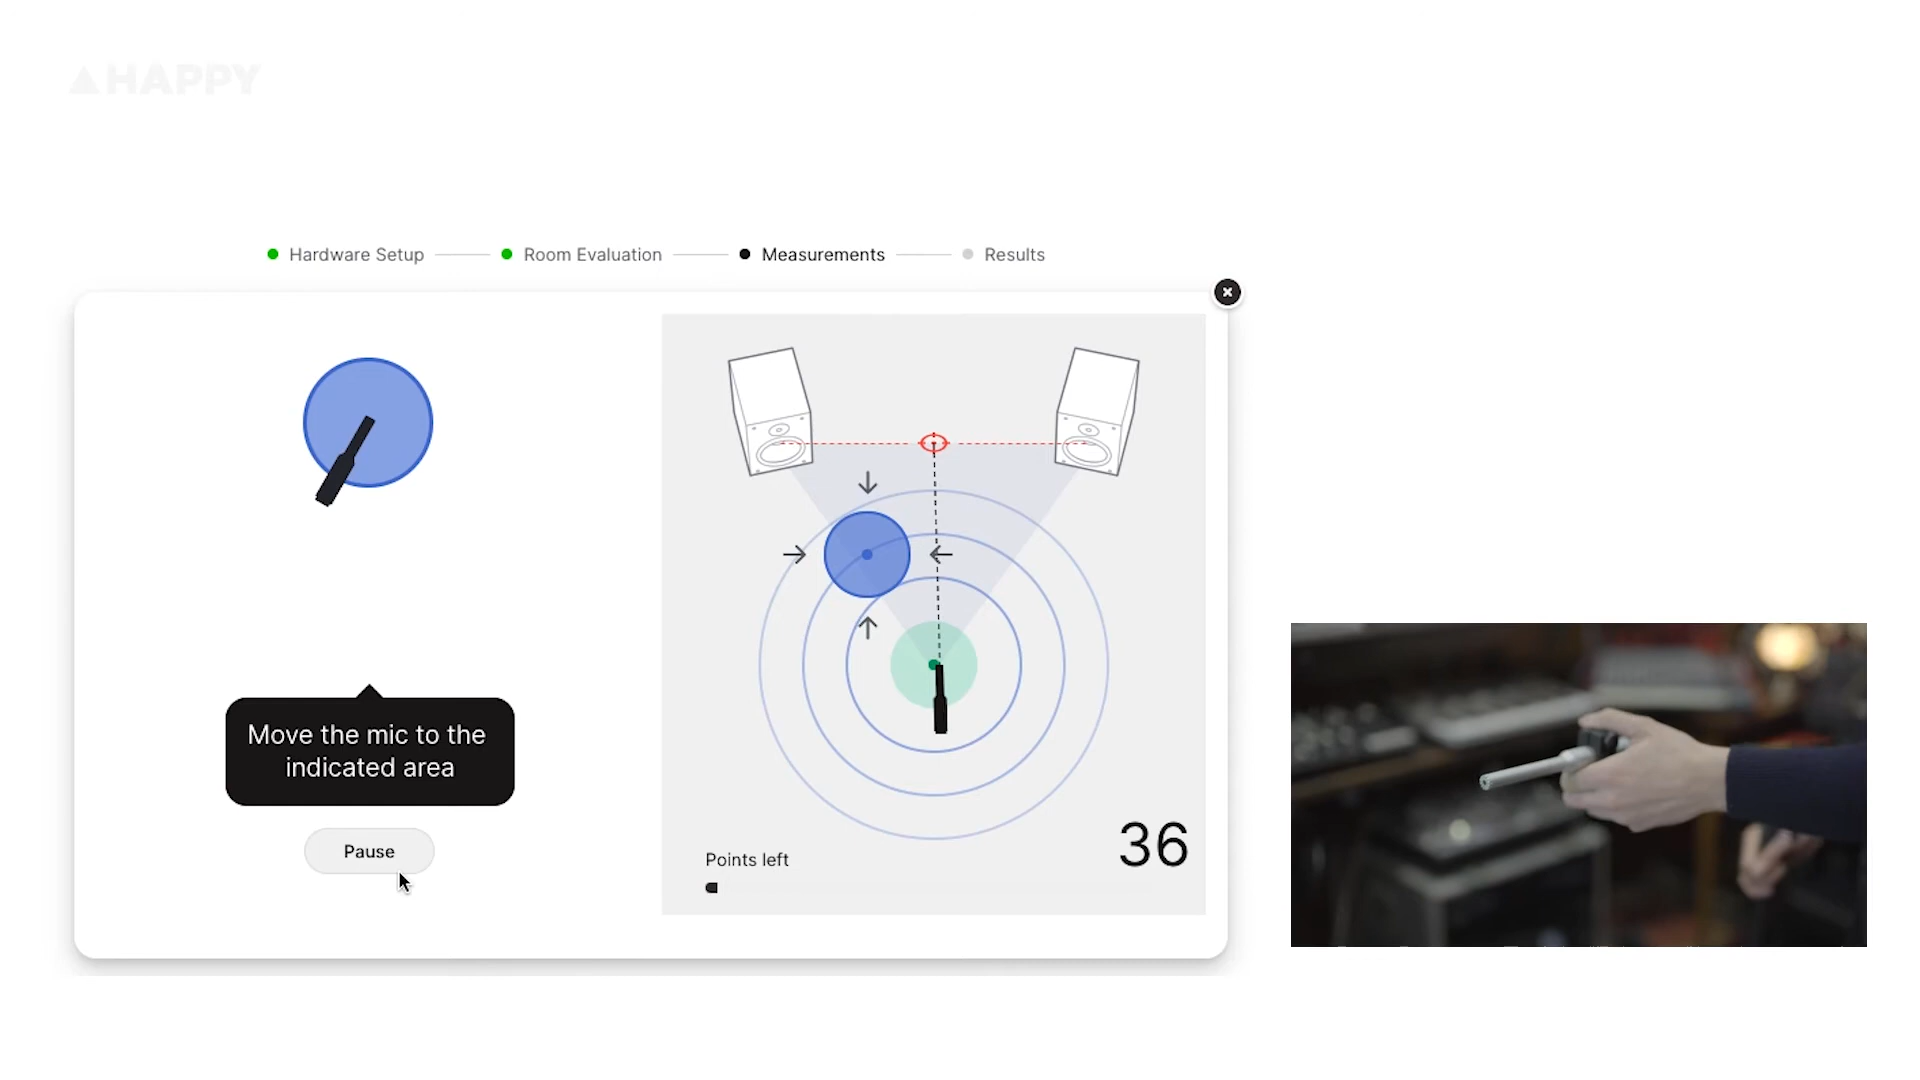 HAPPY
Hardware Setup
Room Evaluation
Measurements
Results
Move the mic to the
indicated area
Pause
Points left
36